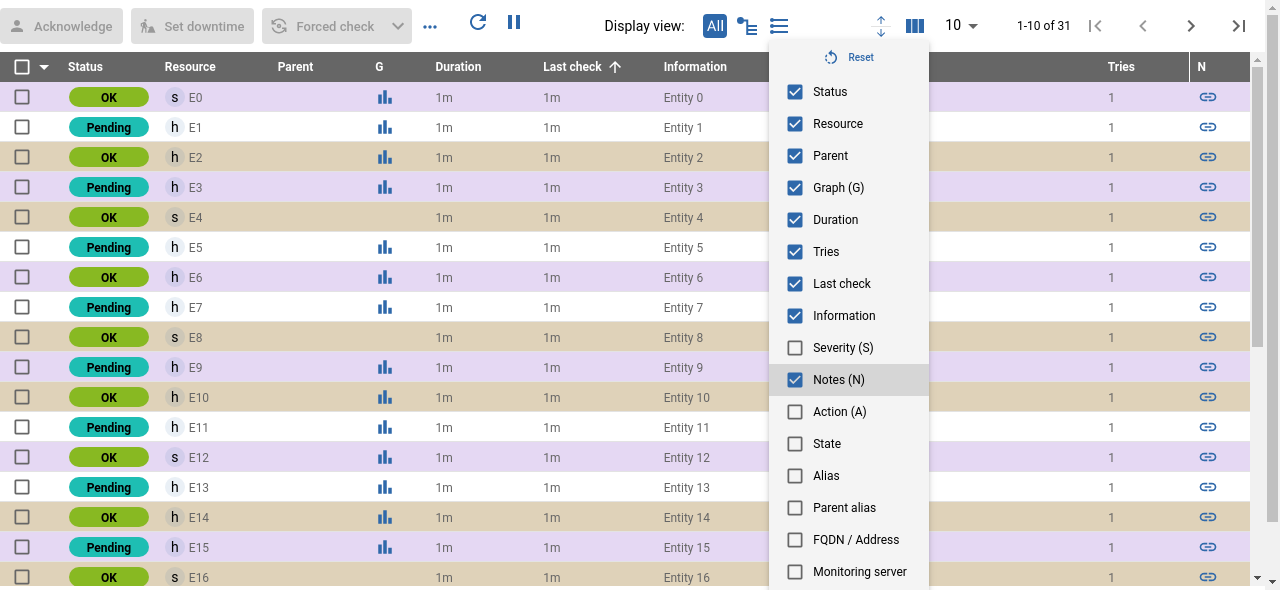 Acknowledge Set downtime Forced check Display view: All 10 1-10 of 31
Reset
Status Resource Parent G Duration Last check Information Tries N
OK s E0 1m 1m Entity 0 1
Pending h E1 1m 1m Entity 1 1
OK h E2 1m 1m Entity 2 1
Pending h E3 1m 1m Entity 3 1
OK s E4 1m 1m Entity 4 1
Pending h E5 1m 1m Entity 5 1
OK s E6 1m 1m Entity 6 1
Pending h E7 1m 1m Entity 7 1
OK s E8 1m 1m Entity 8 1
Pending h E9 1m 1m Entity 9 1
OK h E10 1m 1m Entity 10 1
Pending h E11 1m 1m Entity 11 1
OK s E12 1m 1m Entity 12 1
Pending h E13 1m 1m Entity 13 1
OK h E14 1m 1m Entity 14 1
Pending h E15 1m 1m Entity 15 1
OK s E16 1m 1m Entity 16 1
Status
Resource
Parent
Graph (G)
Duration
Tries
Last check
Information
Severity (S)
Notes (N)
Action (A)
State
Alias
Parent alias
FQDN / Address
Monitoring server